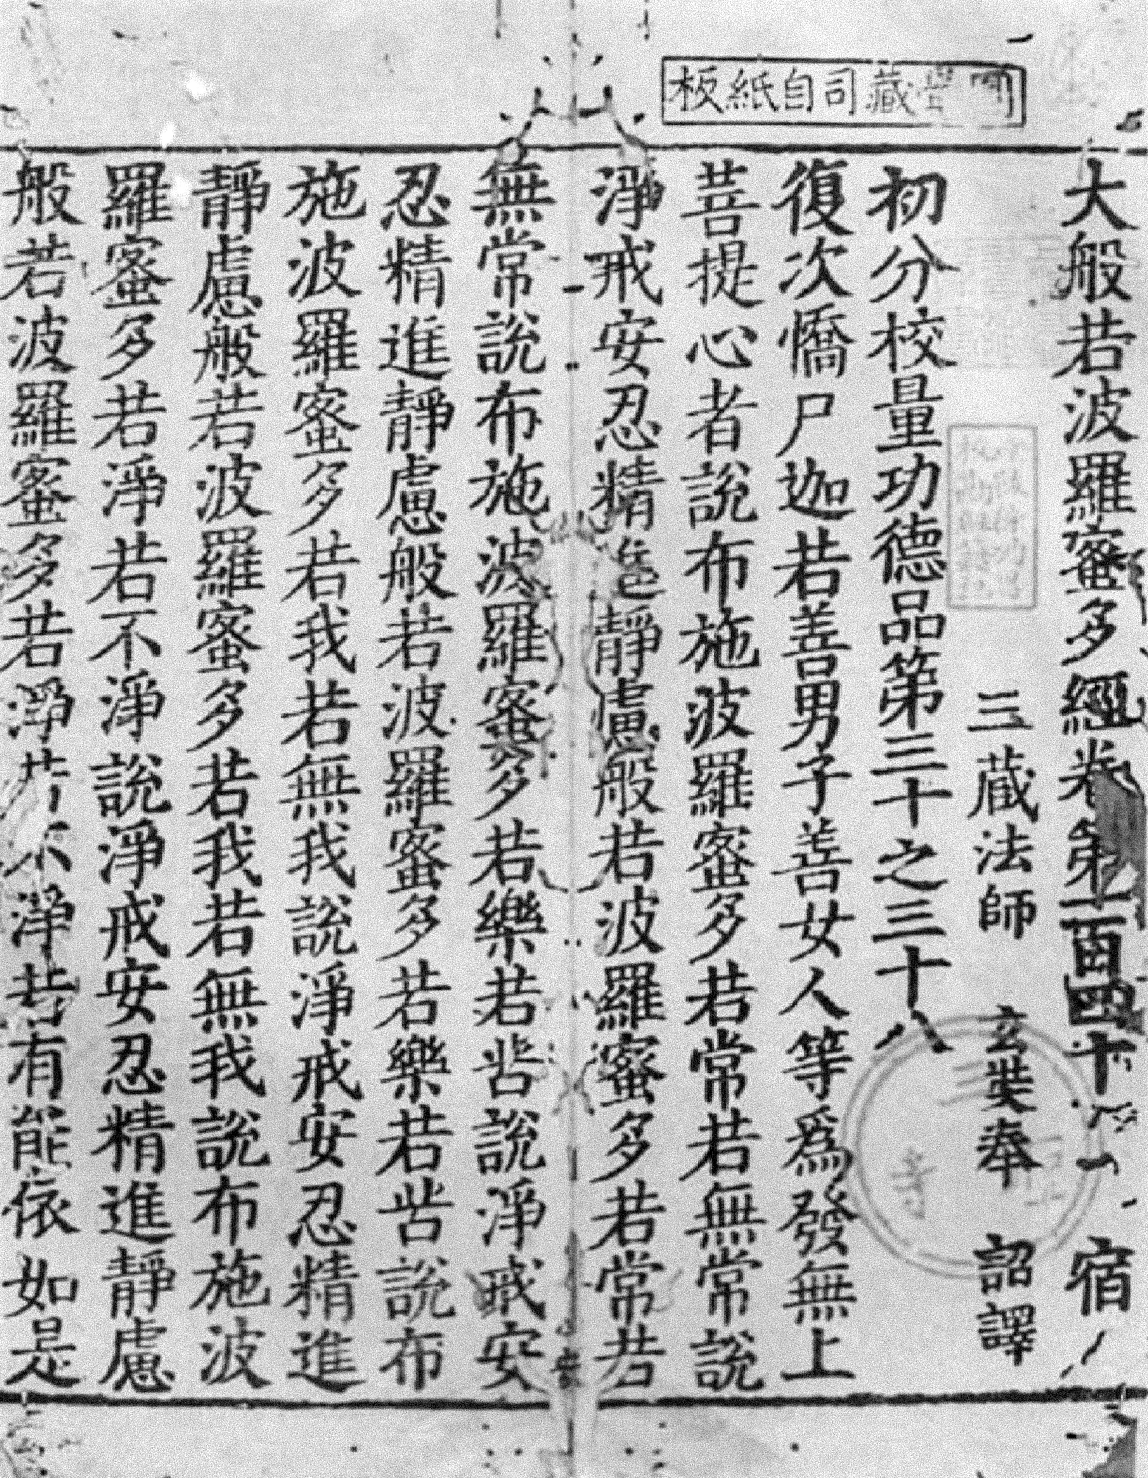 大般若波羅蜜多經卷第一百四十 宿
三藏法師 玄奘奉 詔譯
初分校量功德品第三十之三十八
復次憍尸迦若善男子善女人等為發無上
菩提心者說布施波羅蜜多若常若無常說
淨戒安忍精進靜慮般若波羅蜜多若常若
無常說布施波羅蜜多若樂若苦說淨戒安
忍精進靜慮般若波羅蜜多若樂若苦說布
施波羅蜜多若我若無我說淨戒安忍精進
靜慮般若波羅蜜多若我若無我說布施波
羅蜜多若淨若不淨說淨戒安忍精進靜慮
般若波羅蜜多若淨若不淨若有能依如是
藏司自紙板